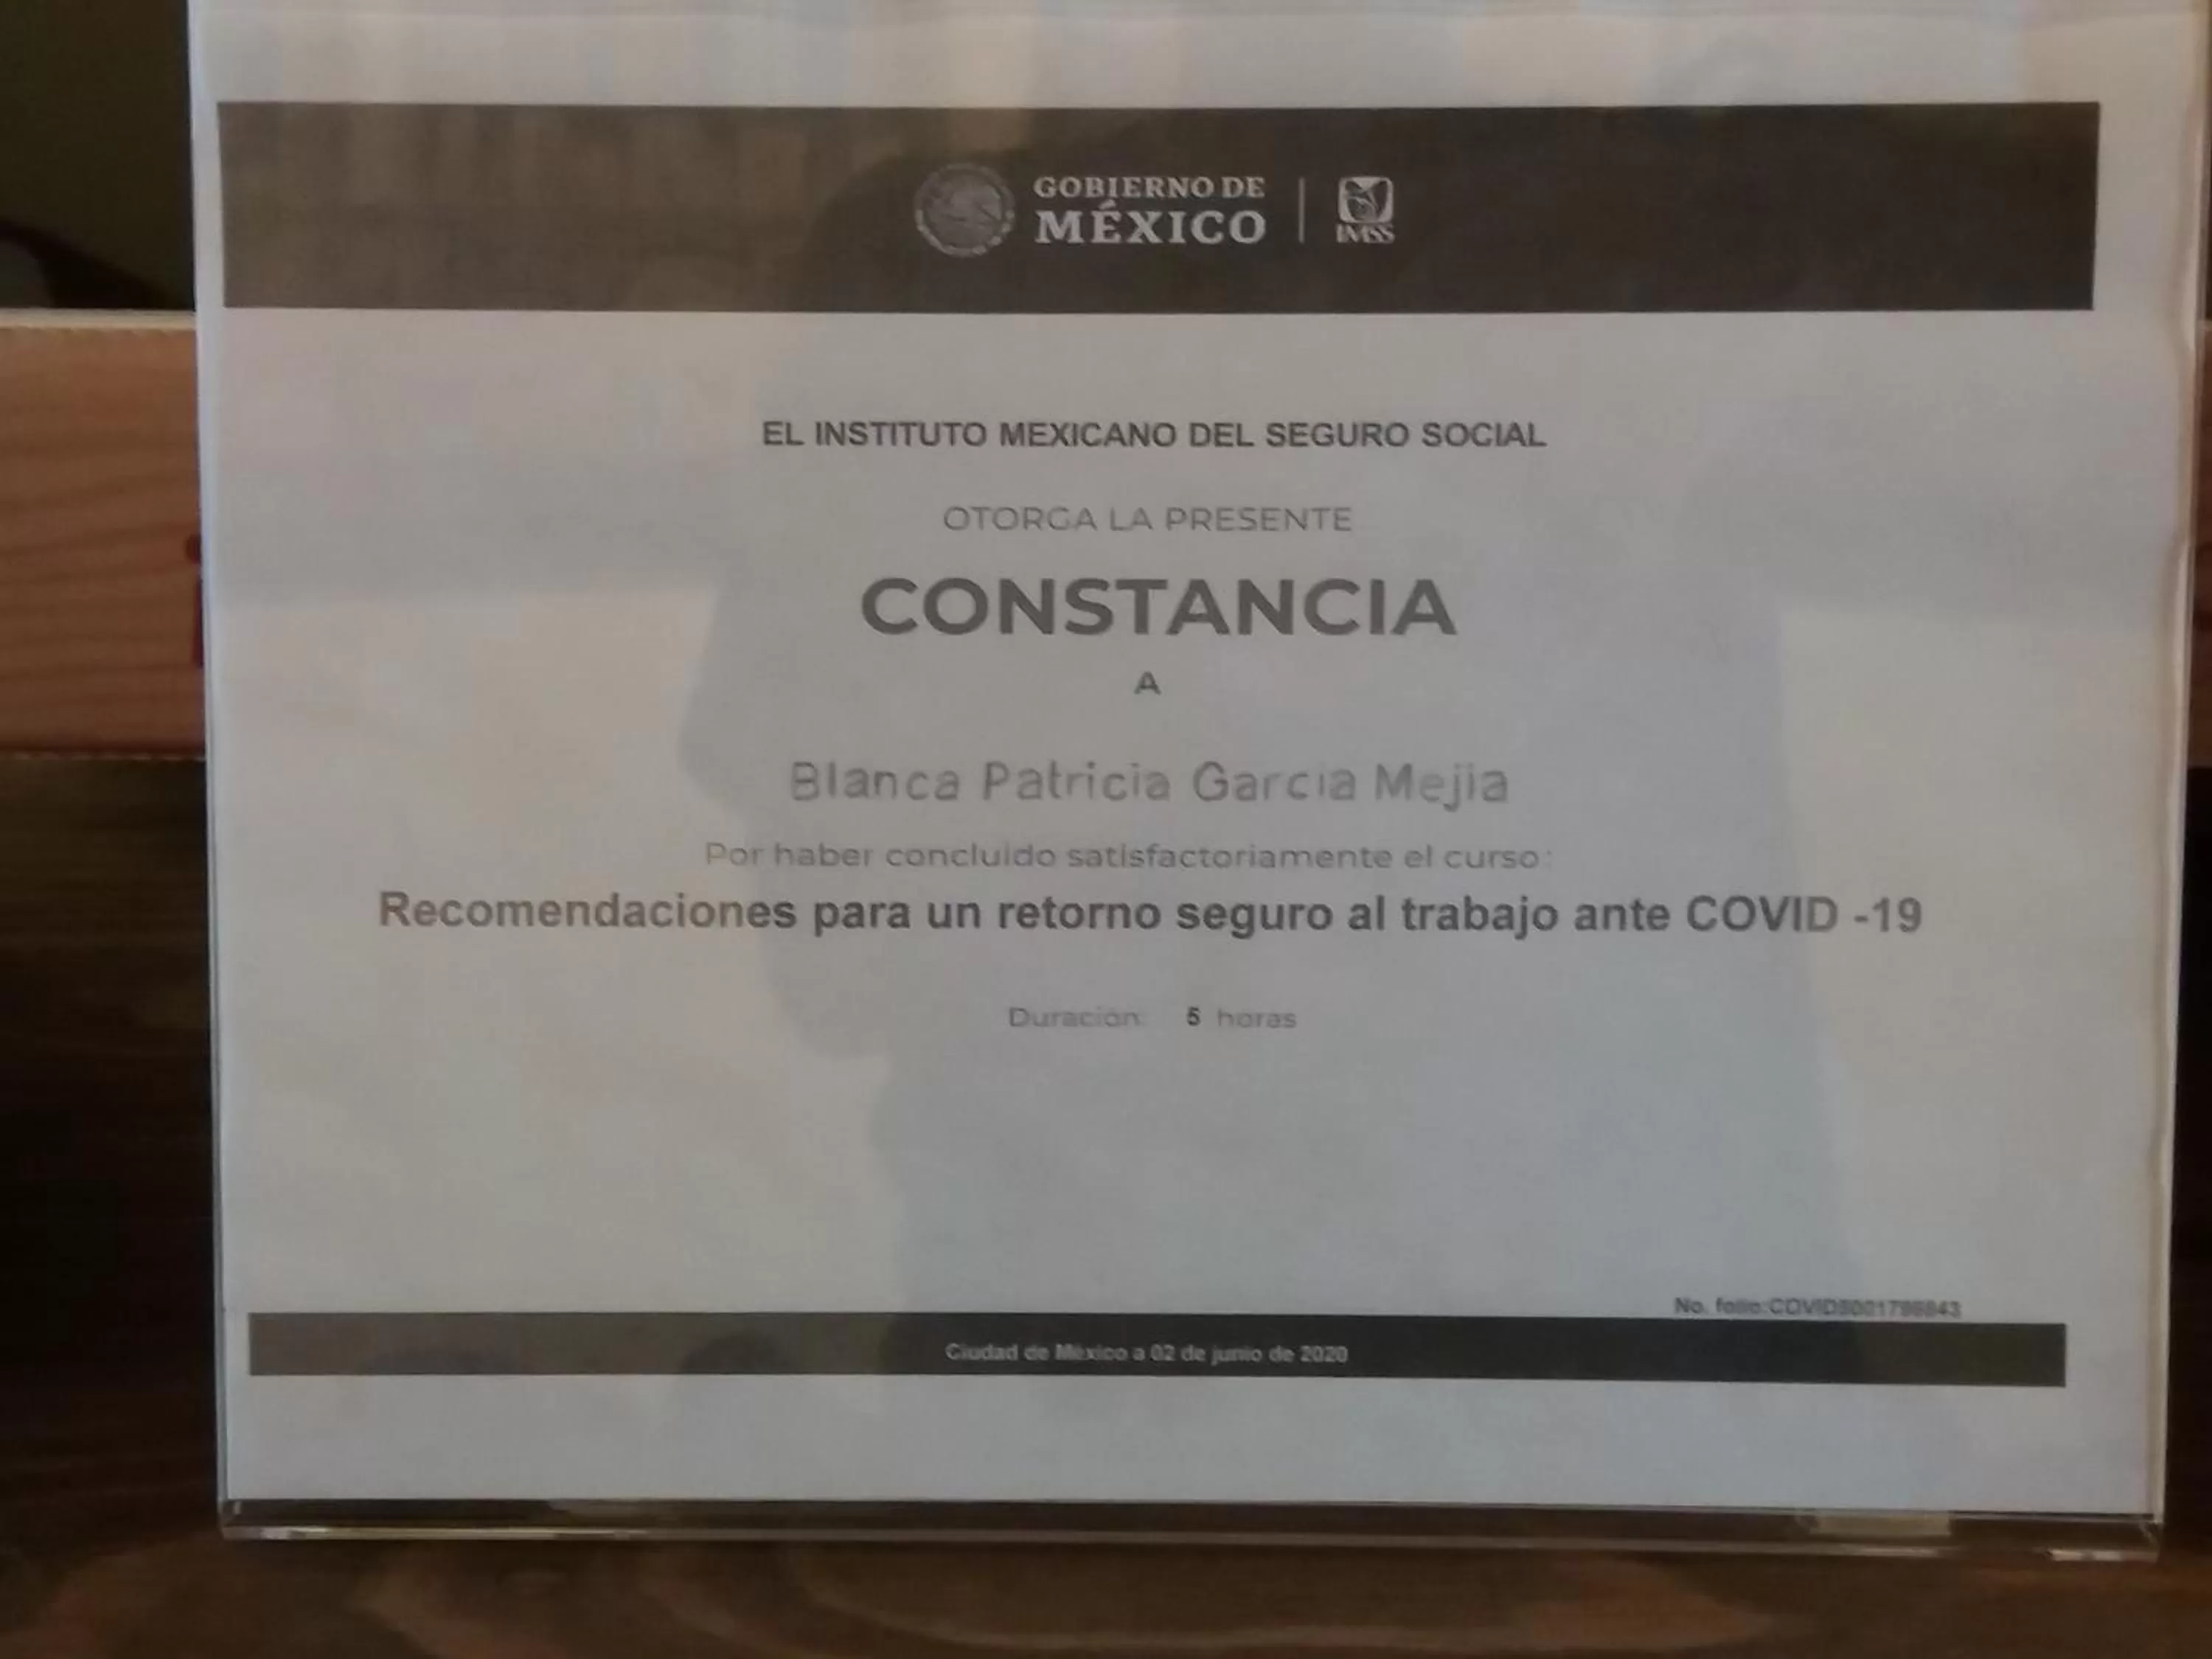 GOBIERNO DE
MÉXICO
IMSS
EL INSTITUTO MEXICANO DEL SEGURO SOCIAL
OTORGA LA PRESENTE
CONSTANCIA
A
Blanca Patricia Garcia Mejia
Por haber concluido satisfactoriamente el curso:
Recomendaciones para un retorno seguro al trabajo ante COVID -19
Duración: 5 horas
No. folio:
Ciudad de México a 02 de junio de 2020